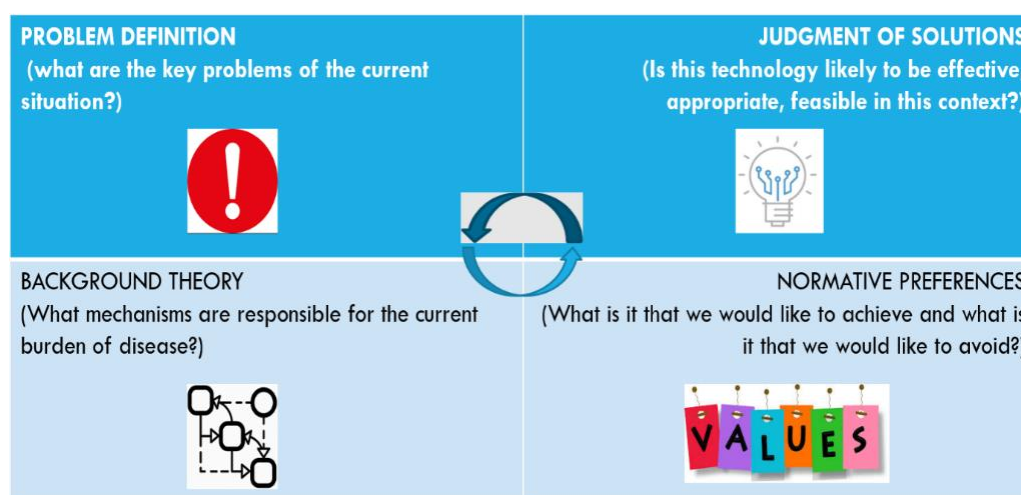 PROBLEM DEFINITION
(what are the key problems of the current
situation?)
JUDGMENT OF SOLUTIONS
(Is this technology likely to be effective
appropriate, feasible in this context?)
BACKGROUND THEORY
(What mechanisms are responsible for the current
burden of disease?)
NORMATIVE PREFERENCES
(What is it that we would like to achieve and what is
it that we would like to avoid?)
VALUES